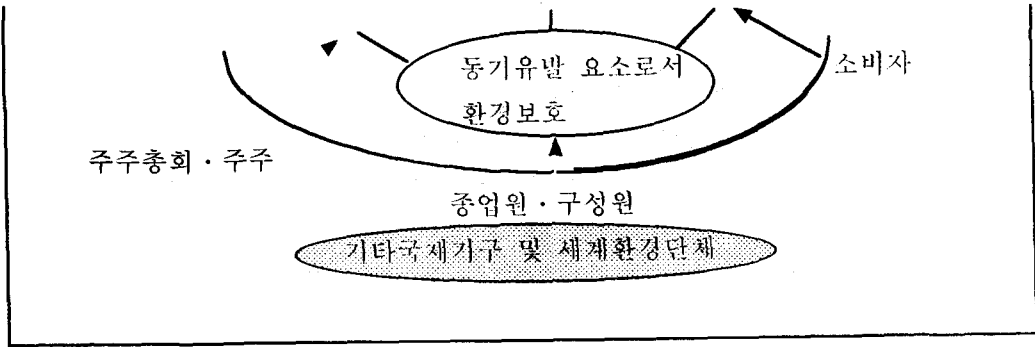 동기유발 요소로서
환경보호
소비자
주주총회 · 주주
종업원 · 구성원
기타국제기구 및 세계환경단체